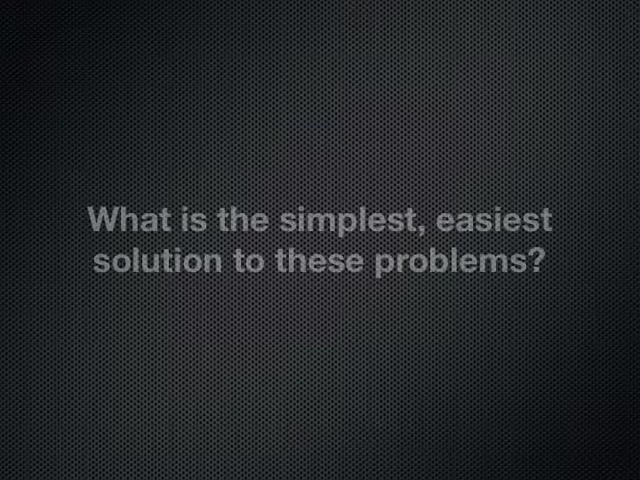 What is the simplest, easiest
solution to these problems?